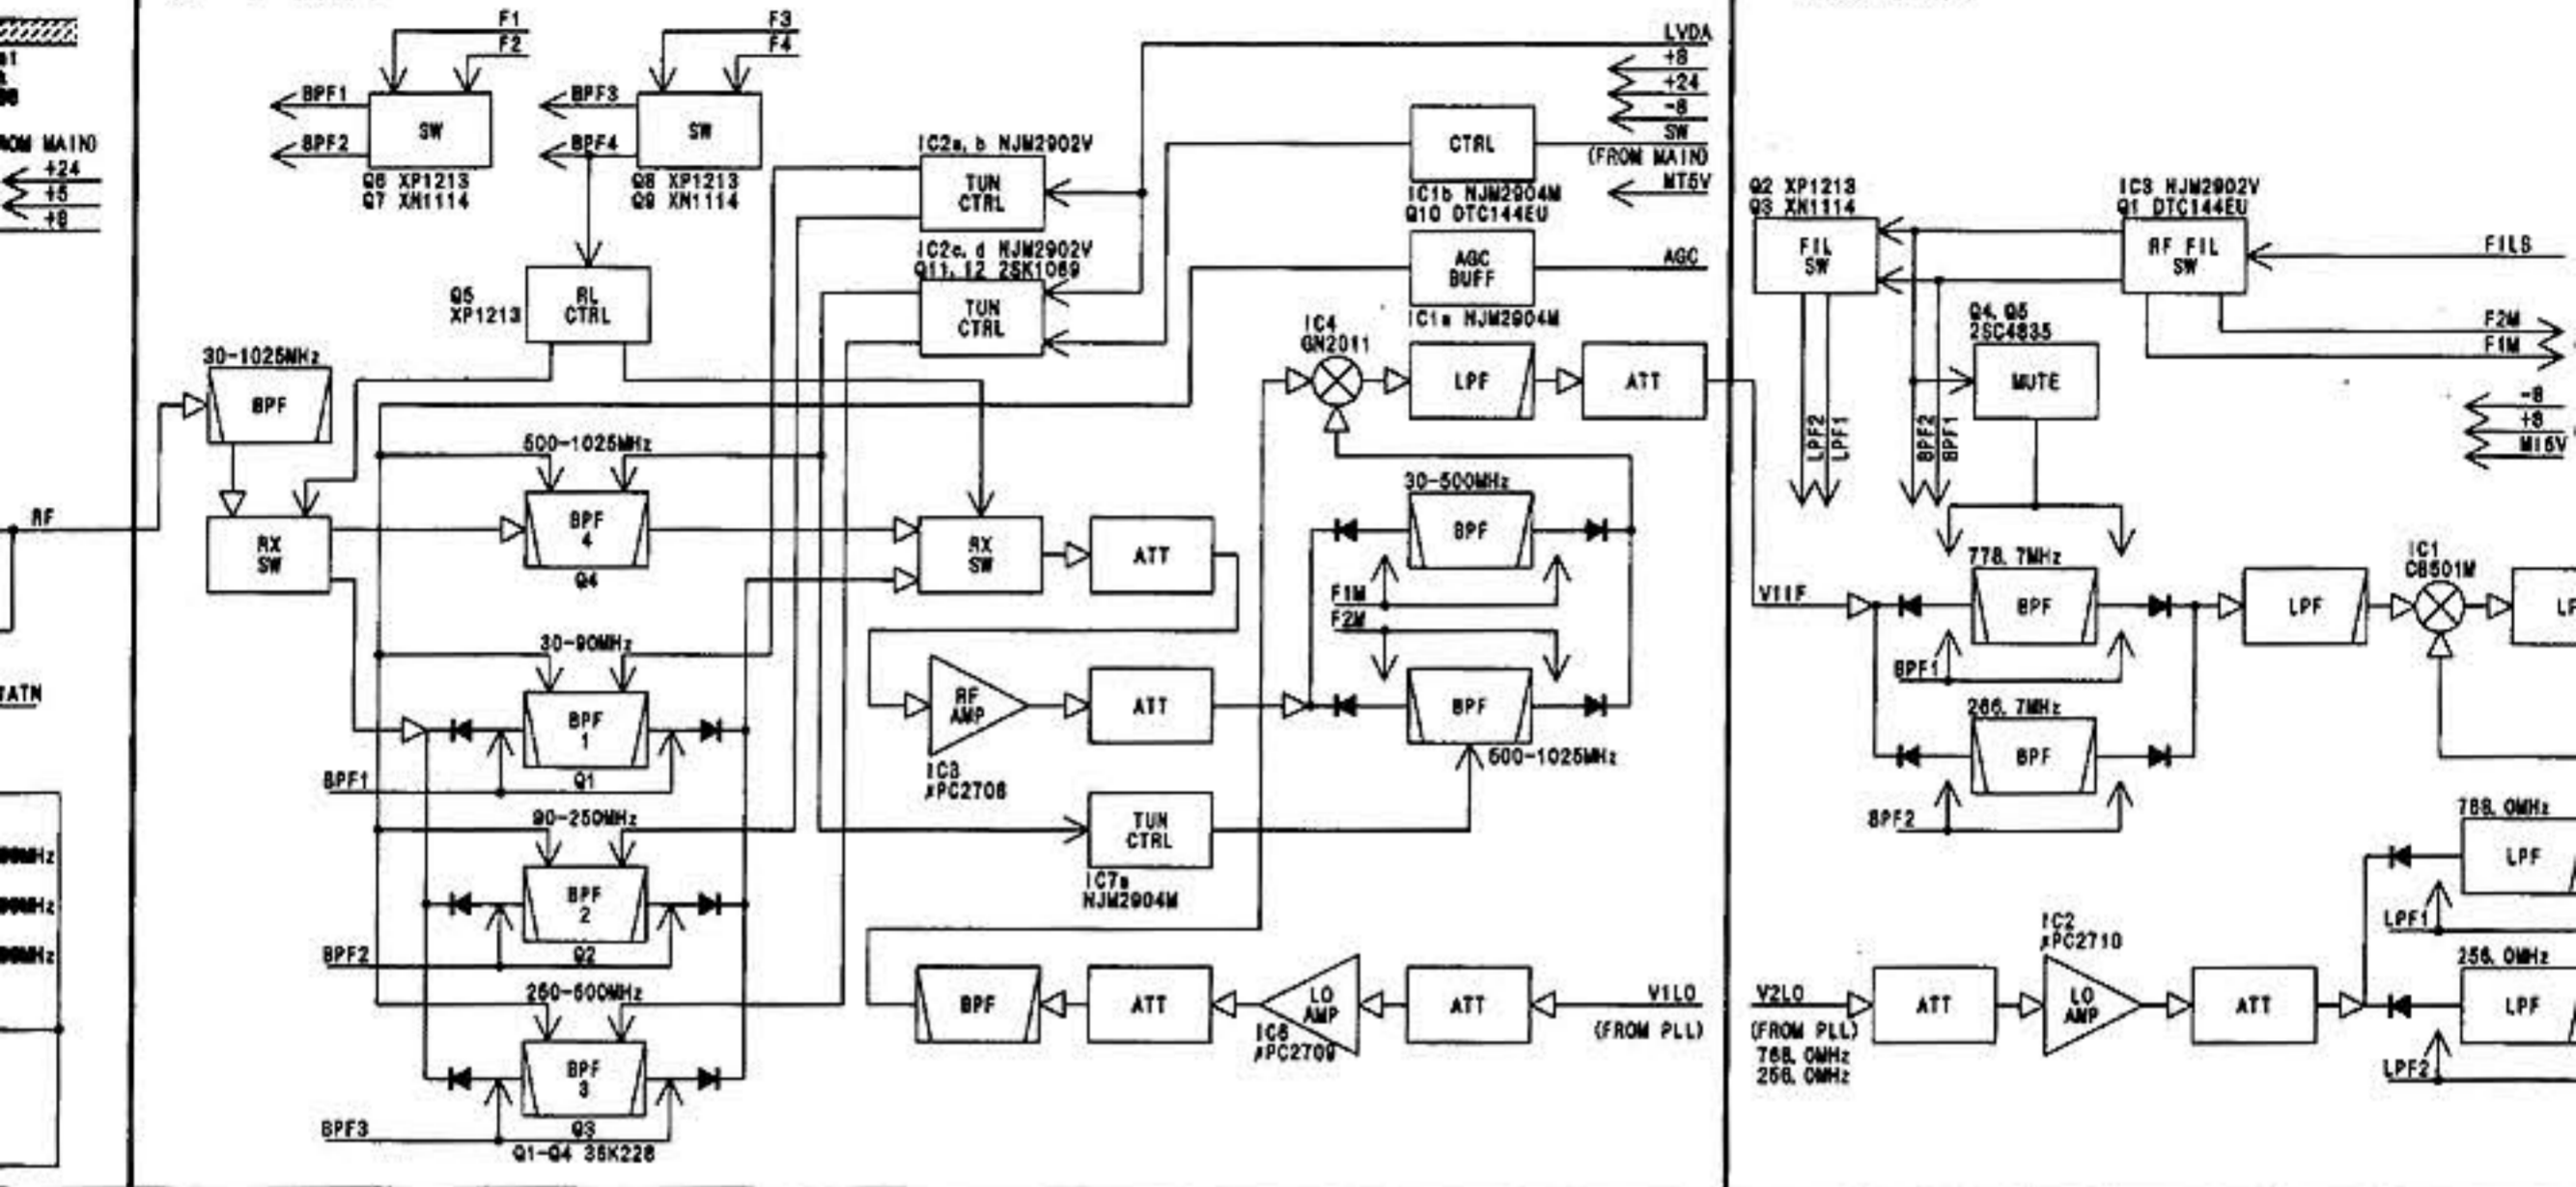 +24
+5
+8
RF
TATN
F1
F2
BPF1
BPF2
SW
Q6 XP1213
Q7 XN1114
F3
F4
BPF3
BPF4
SW
Q8 XP1213
Q9 XN1114
Q5
XP1213
RL
CTRL
30-1025MHz
BPF
RX
SW
500-1025MHz
BPF
4
Q4
30-90MHz
BPF
1
Q1
BPF1
90-250MHz
BPF
2
Q2
BPF2
250-500MHz
BPF
3
Q3
BPF3
Q1-Q4 3SK228
IC2a, b NJM2902V
TUN
CTRL
IC2c, d NJM2902V
Q11, 12 2SK1069
TUN
CTRL
LVDA
+8
+24
-8
SW
(FROM MAIN)
MT5V
CTRL
IC1b NJM2904M
Q10 DTC144EU
AGC
BUFF
AGC
IC1a NJM2904M
IC4
GN2011
LPF
ATT
RX
SW
ATT
30-500MHz
BPF
F1M
F2M
RF
AMP
IC3
μPC2708
ATT
BPF
500-1025MHz
TUN
CTRL
IC7a
NJM2904M
BPF
ATT
LO
AMP
IC6
μPC2709
ATT
V1LO
(FROM PLL)
Q2 XP1213
Q3 XN1114
FIL
SW
IC3 NJM2902V
Q1 DTC144EU
RF FIL
SW
FILS
F2M
F1M
Q4, Q5
2SC4835
MUTE
LPF2
LPF1
BPF2
BPF1
-8
+8
MI5V
V1IF
778.7MHz
BPF
BPF1
266.7MHz
BPF
BPF2
LPF
IC1
CB501M
V2LO
(FROM PLL)
768.0MHz
256.0MHz
ATT
IC2
μPC2710
LO
AMP
ATT
768.0MHz
LPF
LPF1
256.0MHz
LPF
LPF2